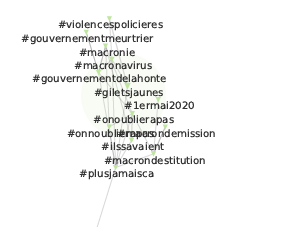 #violencespolicieres
#gouvernementmeurtrier
#macronie
#macronavirus
#gouvernementdelahonte
#giletsjaunes
#1ermai2020
#onoublierapas
#onnoublierapas #macrondemission
#ilssavaient
#macrondestitution
#plusjamaisca